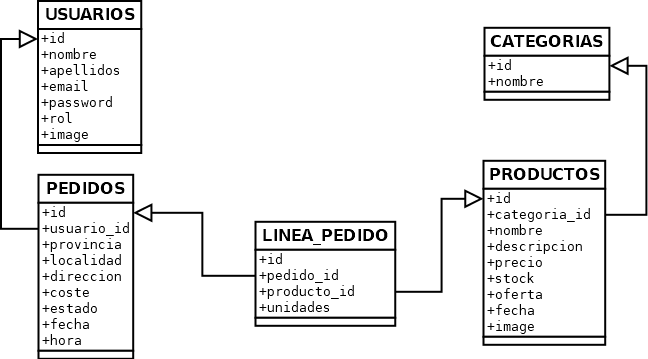 USUARIOS
+id
+nombre
+apellidos
+email
+password
+rol
+image
CATEGORIAS
+id
+nombre
PEDIDOS
+id
+usuario_id
+provincia
+localidad
+direccion
+coste
+estado
+fecha
+hora
LINEA_PEDIDO
+id
+pedido_id
+producto_id
+unidades
PRODUCTOS
+id
+categoria_id
+nombre
+descripcion
+precio
+stock
+oferta
+fecha
+image